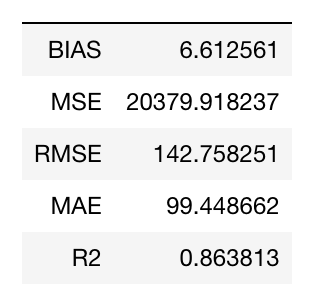 BIAS 6.612561
MSE 20379.918237
RMSE 142.758251
MAE 99.448662
R2 0.863813